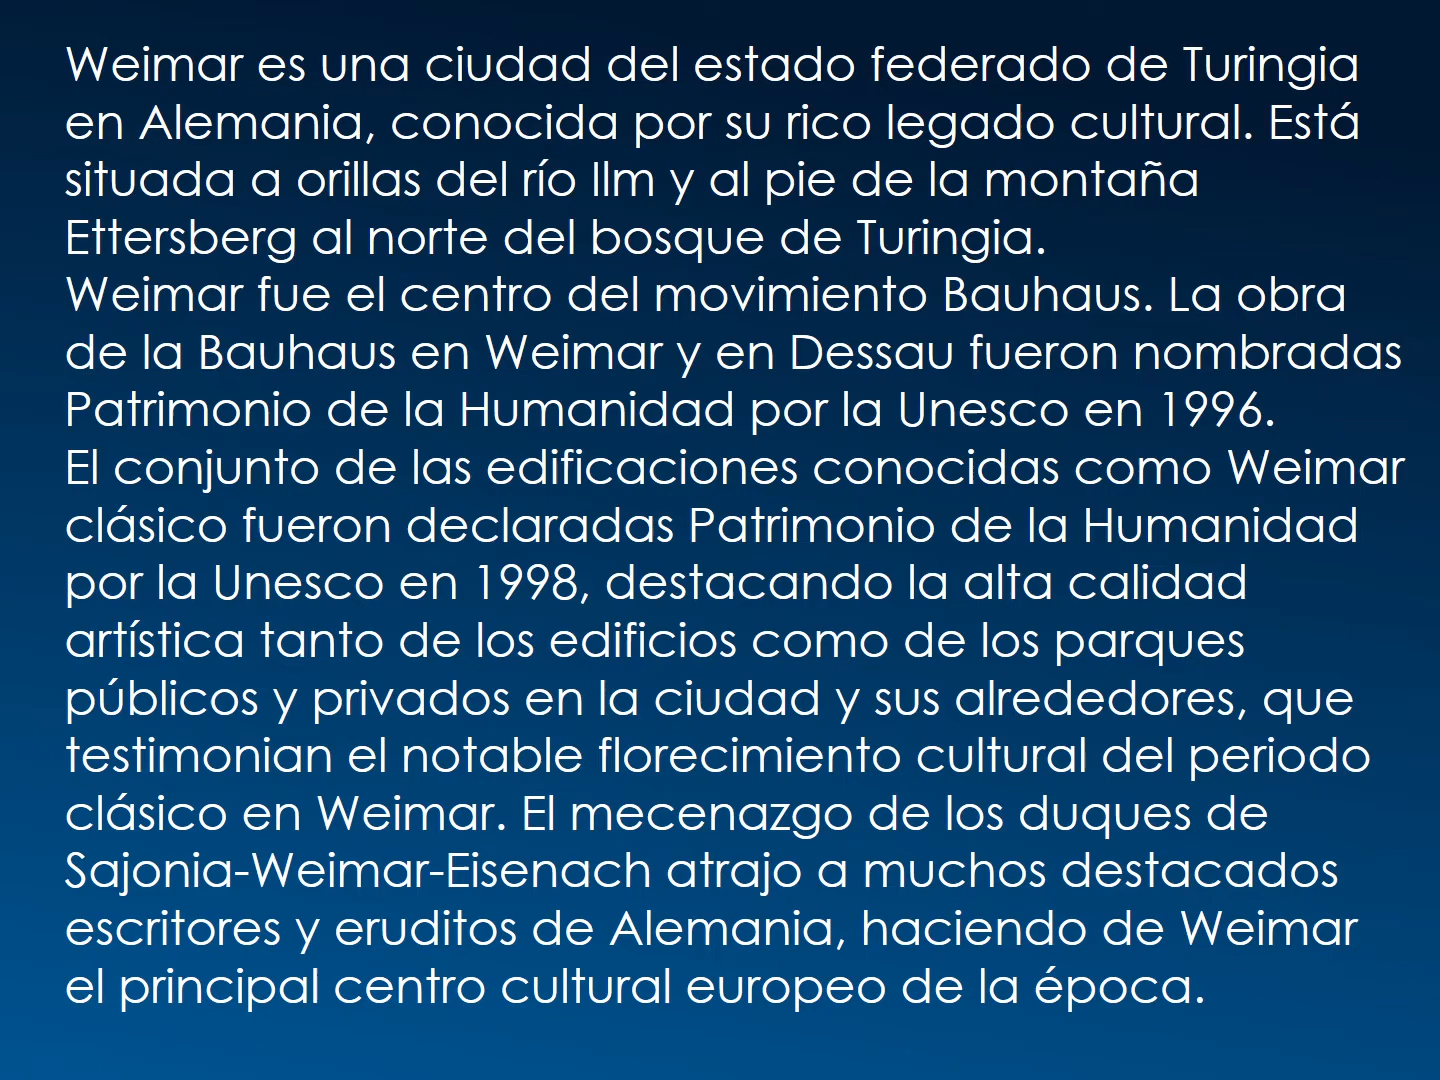 Weimar es una ciudad del estado federado de Turingia
en Alemania, conocida por su rico legado cultural. Está
situada a orillas del río Ilm y al pie de la montaña
Ettersberg al norte del bosque de Turingia.
Weimar fue el centro del movimiento Bauhaus. La obra
de la Bauhaus en Weimar y en Dessau fueron nombradas
Patrimonio de la Humanidad por la Unesco en 1996.
El conjunto de las edificaciones conocidas como Weimar
clásico fueron declaradas Patrimonio de la Humanidad
por la Unesco en 1998, destacando la alta calidad
artística tanto de los edificios como de los parques
públicos y privados en la ciudad y sus alrededores, que
testimonian el notable florecimiento cultural del periodo
clásico en Weimar. El mecenazgo de los duques de
Sajonia-Weimar-Eisenach atrajo a muchos destacados
escritores y eruditos de Alemania, haciendo de Weimar
el principal centro cultural europeo de la época.